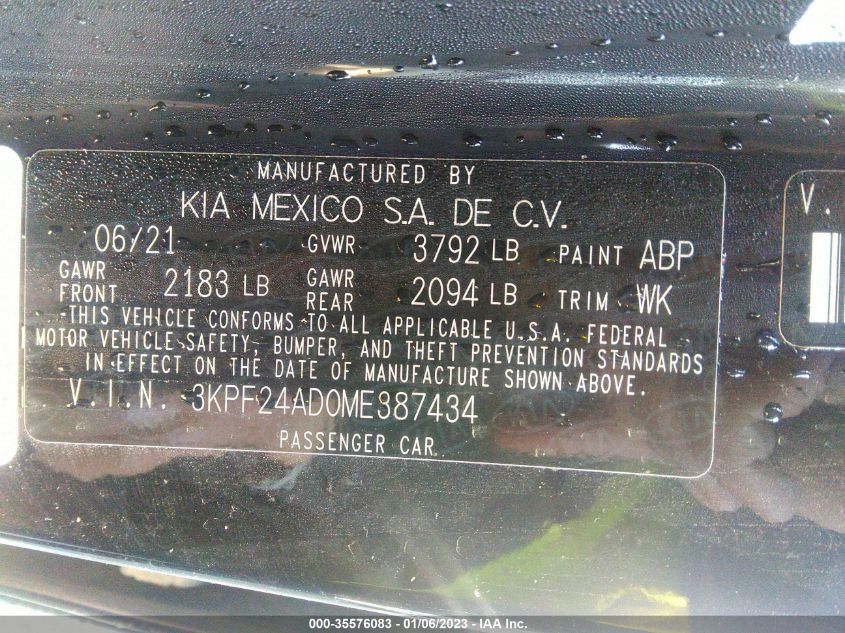 MANUFACTURED BY
KIA MEXICO S.A. DE C.V.
06/21 GVWR 3792 LB PAINT ABP
GAWR FRONT 2183 LB GAWR REAR 2094 LB TRIM WK
-THIS VEHICLE CONFORMS TO ALL APPLICABLE U.S.A. FEDERAL
MOTOR VEHICLE SAFETY, BUMPER, AND THEFT PREVENTION STANDARDS
IN EFFECT ON THE DATE OF MANUFACTURE SHOWN ABOVE.
V.I.N. 3KPF24AD0ME387434
PASSENGER CAR
V.
000-35576083 - 01/06/2023 - IAA Inc.